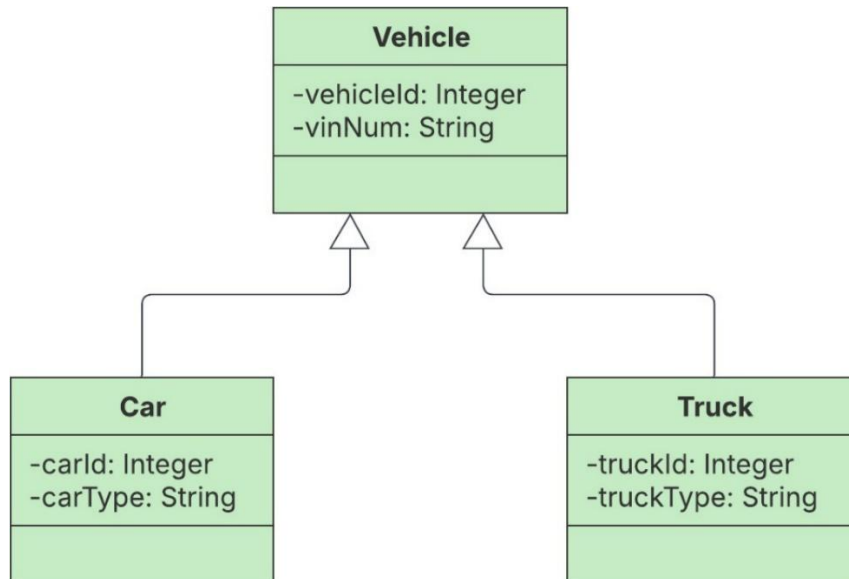 Vehicle
-vehicleId: Integer
-vinNum: String
Car
-carId: Integer
-carType: String
Truck
-truckId: Integer
-truckType: String